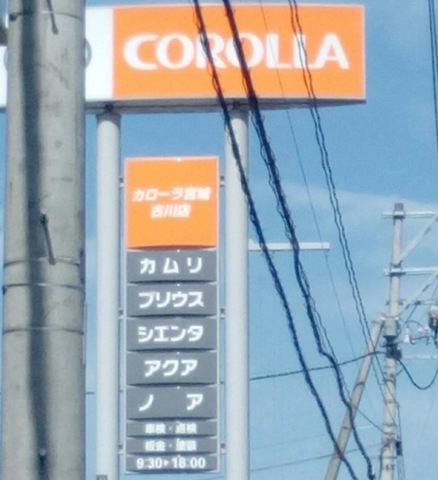 COROLLA
カローラ宮城
古川店
カムリ
プリウス
シエンタ
アクア
ノア
車検・点検
板金・塗装
9:30▶18:00